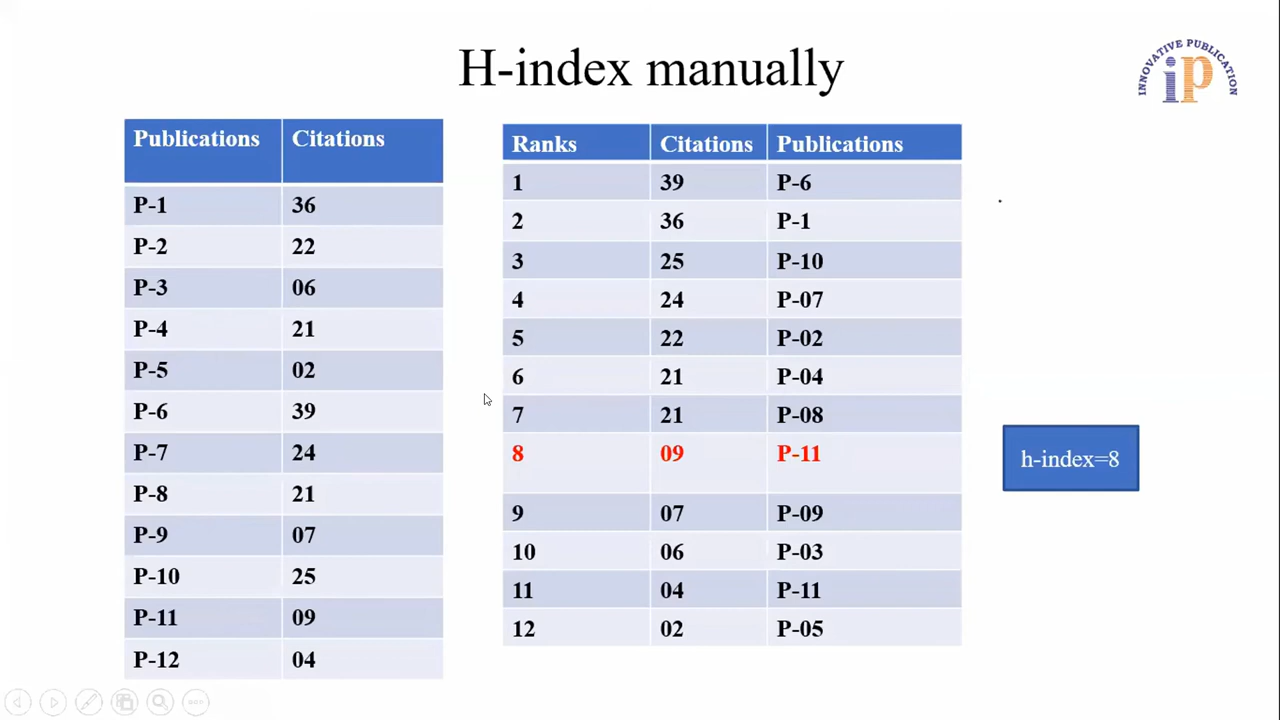 H-index manually
INNOVATIVE PUBLICATION
iP
Publications Citations
P-1 36
P-2 22
P-3 06
P-4 21
P-5 02
P-6 39
P-7 24
P-8 21
P-9 07
P-10 25
P-11 09
P-12 04
Ranks Citations Publications
1 39 P-6
2 36 P-1
3 25 P-10
4 24 P-07
5 22 P-02
6 21 P-04
7 21 P-08
8 09 P-11
9 07 P-09
10 06 P-03
11 04 P-11
12 02 P-05
h-index=8